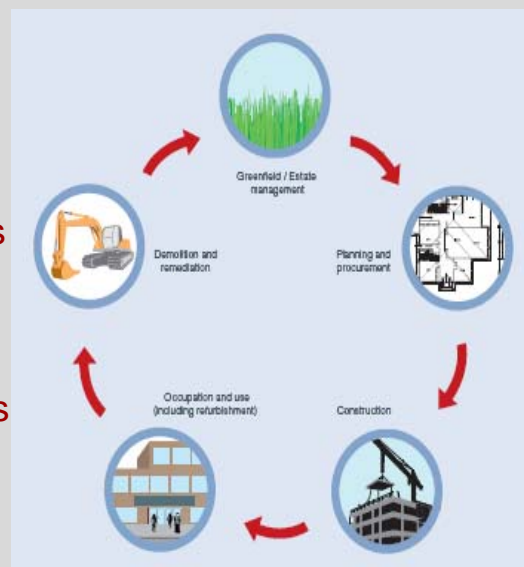 Greenfield / Estate
management
Planning and
procurement
Construction
Occupation and use
(including refurbishment)
Demolition and
remediation
s
s